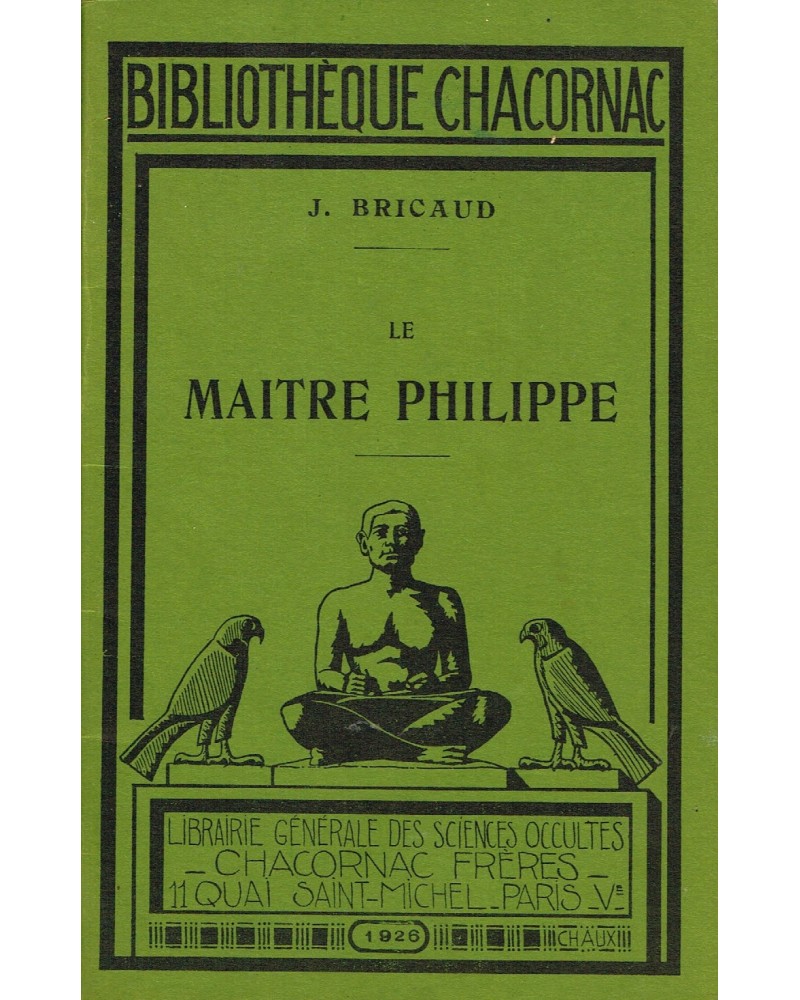 BIBLIOTHÈQUE CHACORNAC
J. BRICAUD
LE
MAITRE PHILIPPE
LIBRAIRIE GÉNÉRALE DES SCIENCES OCCULTES
— CHACORNAC FRÈRES —
11 QUAI SAINT-MICHEL - PARIS - Vᴱ
1926
CHAUX